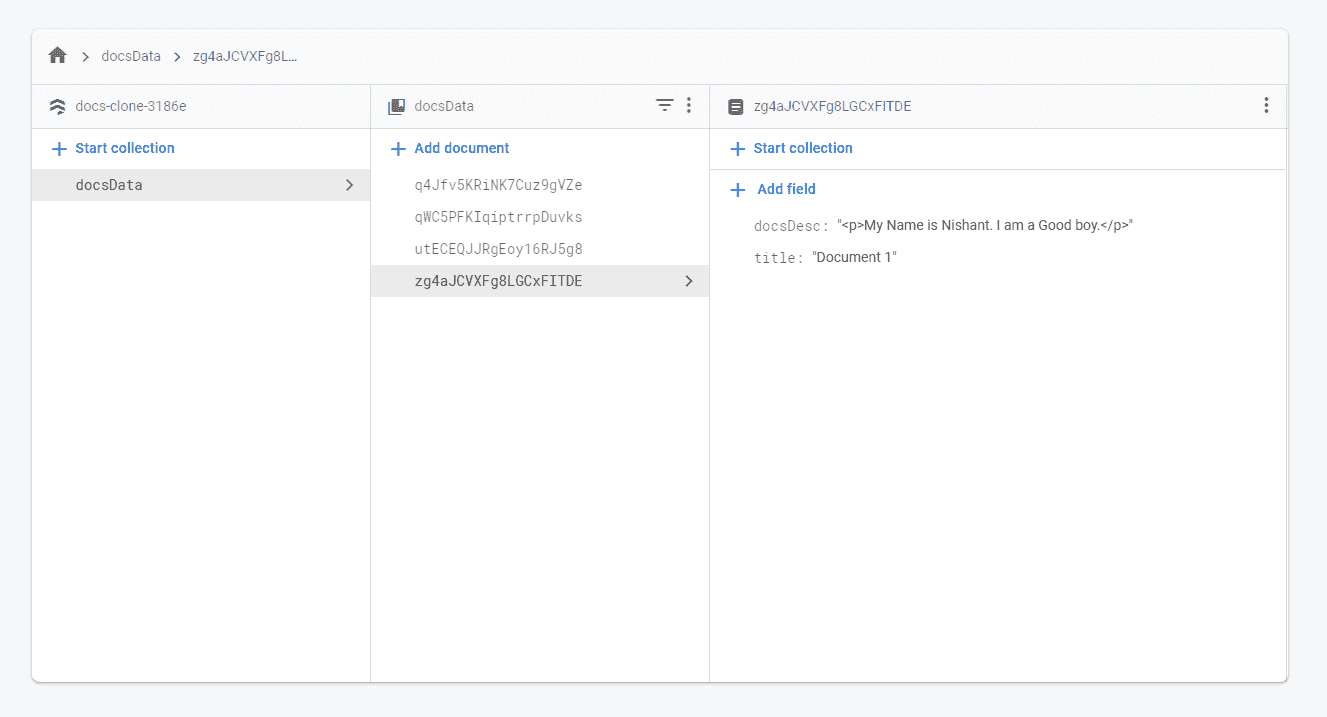 docsData
zg4aJCVXFg8L...
docs-clone-3186e
Start collection
docsData
docsData
Add document
q4Jfv5KRiNK7Cuz9gVZe
qWC5PFKIqiptrrpDuvks
utECEQJJRgEoy16RJ5g8
zg4aJCVXFg8LGCxFITDE
zg4aJCVXFg8LGCxFITDE
Start collection
Add field
docsDesc: "<p>My Name is Nishant. I am a Good boy.</p>"
title: "Document 1"